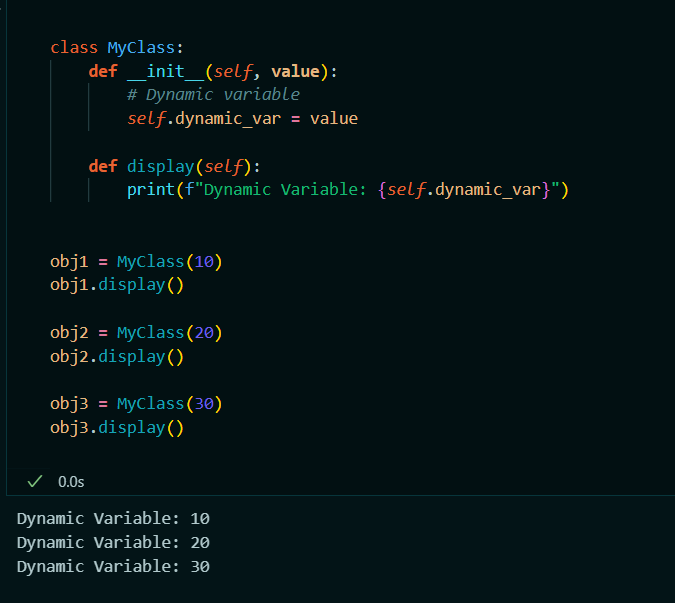 class MyClass:
    def __init__(self, value):
        # Dynamic variable
        self.dynamic_var = value
    def display(self):
        print(f"Dynamic Variable: {self.dynamic_var}")
obj1 = MyClass(10)
obj1.display()
obj2 = MyClass(20)
obj2.display()
obj3 = MyClass(30)
obj3.display()
0.0s
Dynamic Variable: 10
Dynamic Variable: 20
Dynamic Variable: 30